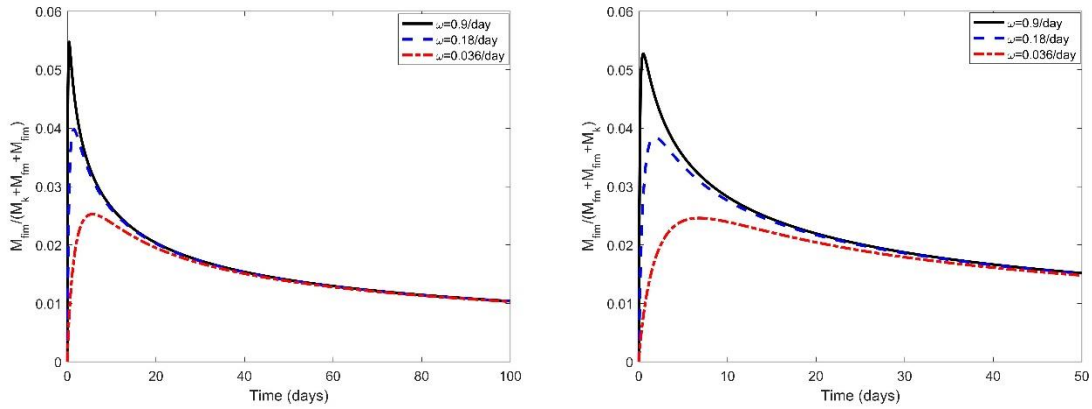 0.06
0.05
0.04
0.03
0.02
0.01
0
M_fim/(M_k+M_fm+M_fim)
0 20 40 60 80 100
Time (days)
ω=0.9/day
ω=0.18/day
ω=0.036/day
0.06
0.05
0.04
0.03
0.02
0.01
0
M_fim/(M_fm+M_fim+M_k)
0 10 20 30 40 50
Time (days)
ω=0.9/day
ω=0.18/day
ω=0.036/day